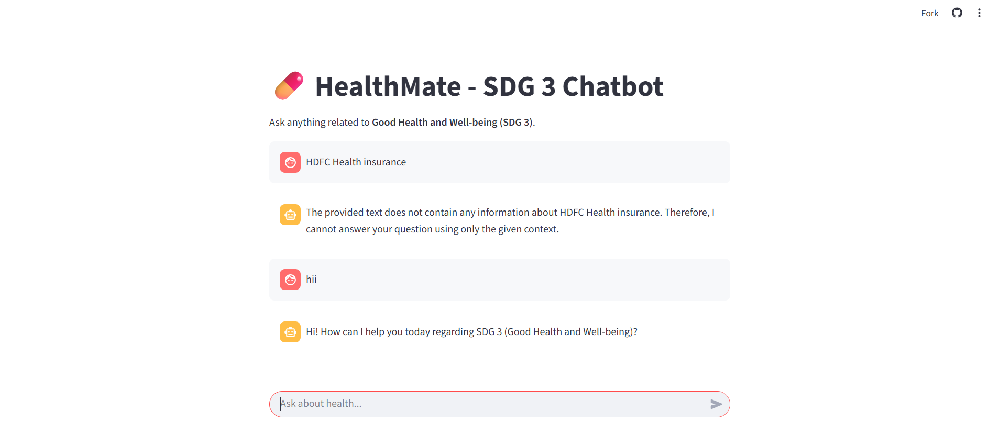 Fork
HealthMate - SDG 3 Chatbot
Ask anything related to Good Health and Well-being (SDG 3).
HDFC Health insurance
The provided text does not contain any information about HDFC Health insurance. Therefore, I
cannot answer your question using only the given context.
hii
Hi! How can I help you today regarding SDG 3 (Good Health and Well-being)?
Ask about health...